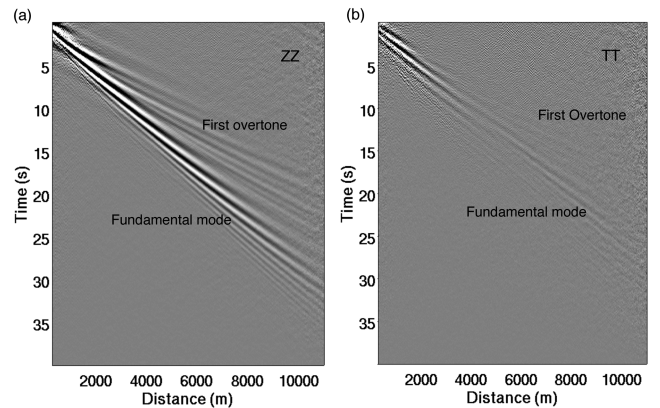 (a)
ZZ
First overtone
Fundamental mode
5
10
15
20
25
30
35
Time (s)
2000 4000 6000 8000 10000
Distance (m)
(b)
TT
First Overtone
Fundamental mode
5
10
15
20
25
30
35
Time (s)
2000 4000 6000 8000 10000
Distance (m)